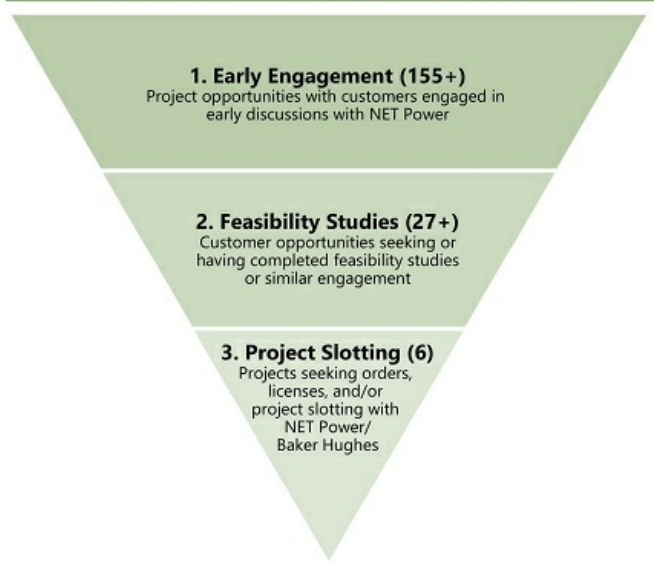 1. Early Engagement (155+)
Project opportunities with customers engaged in
early discussions with NET Power
2. Feasibility Studies (27+)
Customer opportunities seeking or
having completed feasibility studies
or similar engagement
3. Project Slotting (6)
Projects seeking orders,
licenses, and/or
project slotting with
NET Power/
Baker Hughes